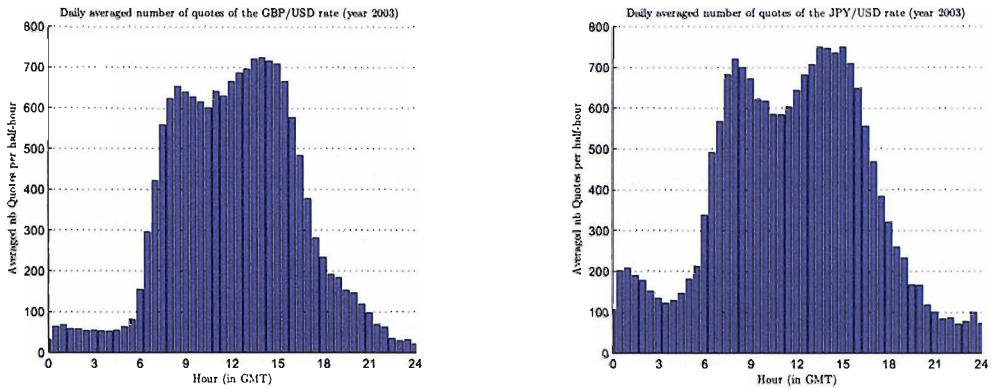 Daily averaged number of quotes of the GBP/USD rate (year 2003)
800
700
600
500
400
300
200
100
0
Averaged nb Quotes per half-hour
0 3 6 9 12 15 18 21 24
Hour (in GMT)
Daily averaged number of quotes of the JPY/USD rate (year 2003)
800
700
600
500
400
300
200
100
0
Averaged nb Quotes per half-hour
0 3 6 9 12 15 18 21 24
Hour (in GMT)